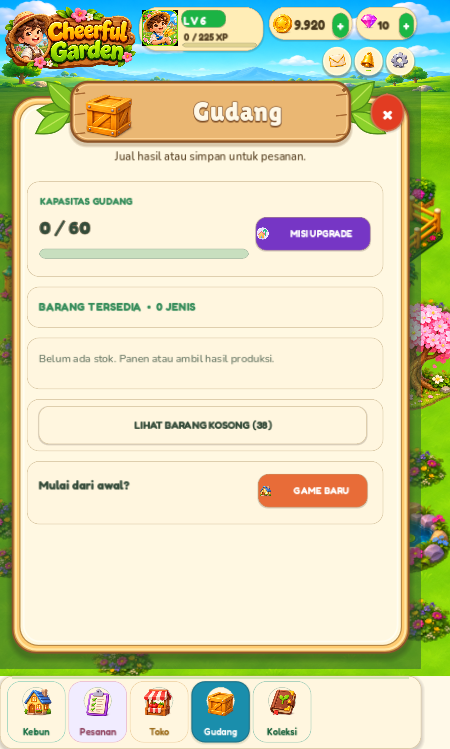 Cheerful
Garden
LV 6
0 / 225 XP
9.920
+
10
+
Gudang
×
Jual hasil atau simpan untuk pesanan.
KAPASITAS GUDANG
0 / 60
MISI UPGRADE
BARANG TERSEDIA • 0 JENIS
Belum ada stok. Panen atau ambil hasil produksi.
LIHAT BARANG KOSONG (38)
Mulai dari awal?
GAME BARU
Kebun
Pesanan
Toko
Gudang
Koleksi